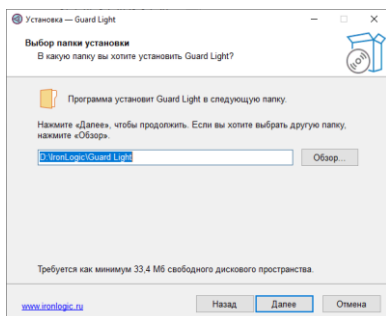 Установка — Guard Light
Выбор папки установки
В какую папку вы хотите установить Guard Light?
Программа установит Guard Light в следующую папку.
Нажмите «Далее», чтобы продолжить. Если вы хотите выбрать другую папку,
нажмите «Обзор».
D:\IronLogic\Guard Light
Обзор...
Требуется как минимум 33,4 Мб свободного дискового пространства.
www.ironlogic.ru
Назад
Далее
Отмена